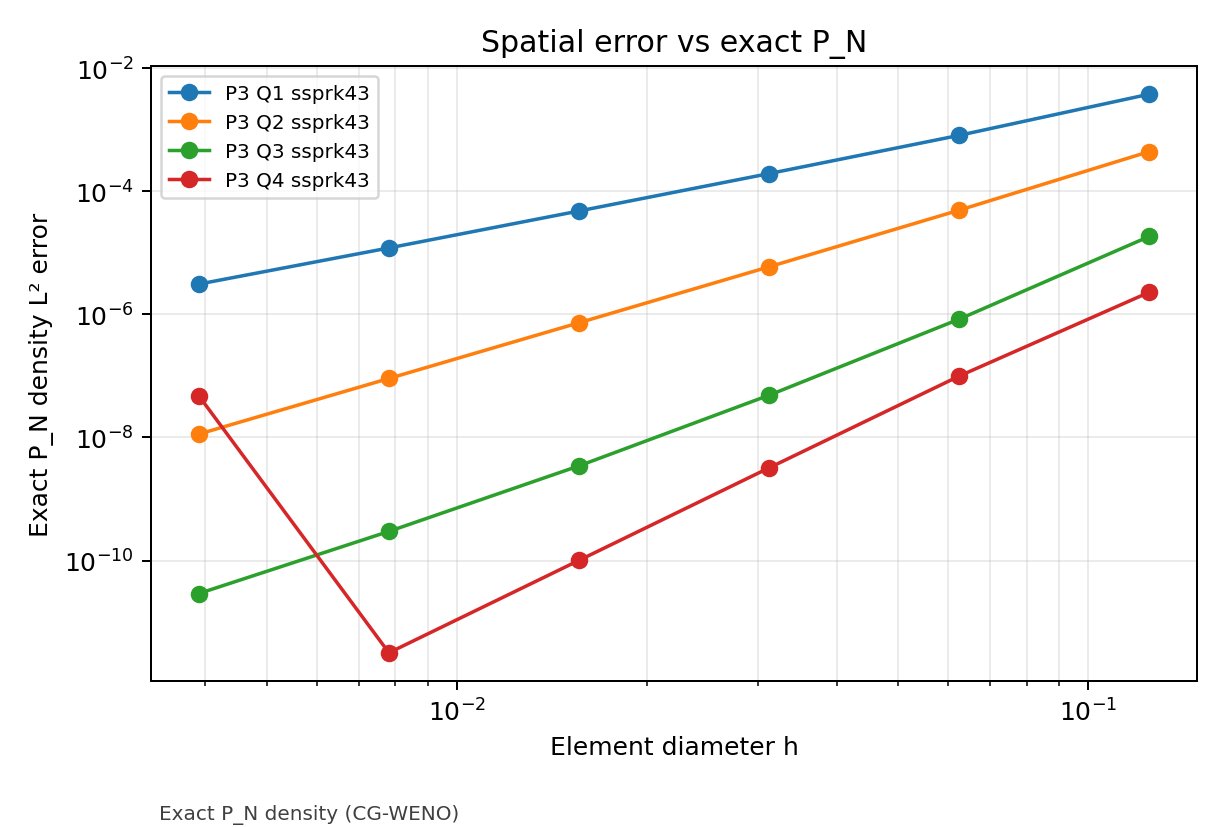 Spatial error vs exact P_N
10⁻²
10⁻⁴
10⁻⁶
10⁻⁸
10⁻¹⁰
Exact P_N density L² error
P3 Q1 ssprk43
P3 Q2 ssprk43
P3 Q3 ssprk43
P3 Q4 ssprk43
10⁻²
10⁻¹
Element diameter h
Exact P_N density (CG-WENO)